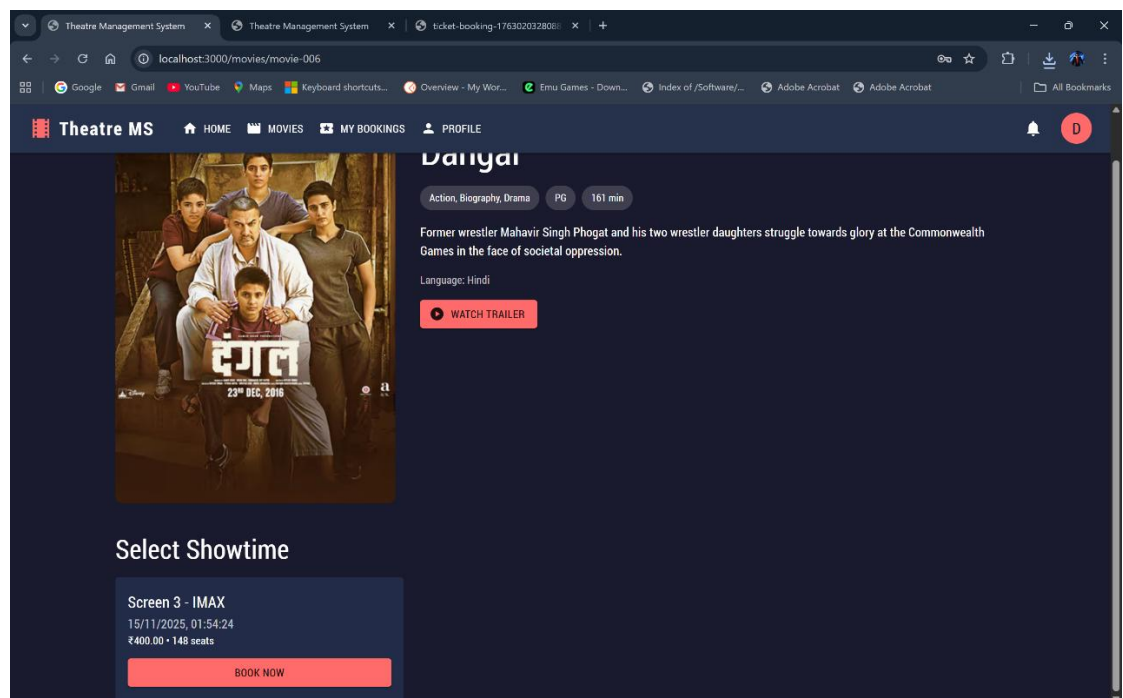 Theatre Management System
Theatre Management System
ticket-booking-1763020328088
localhost:3000/movies/movie-006
Google
Gmail
YouTube
Maps
Keyboard shortcuts...
Overview - My Wor...
Emu Games - Down...
Index of /Software/...
Adobe Acrobat
Adobe Acrobat
All Bookmarks
Theatre MS
HOME
MOVIES
MY BOOKINGS
PROFILE
D
Dangal
Action, Biography, Drama
PG
161 min
Former wrestler Mahavir Singh Phogat and his two wrestler daughters struggle towards glory at the Commonwealth
Games in the face of societal oppression.
Language: Hindi
WATCH TRAILER
दंगल
23RD DEC, 2016
Disney
a
Select Showtime
Screen 3 - IMAX
15/11/2025, 01:54:24
₹400.00 • 148 seats
BOOK NOW